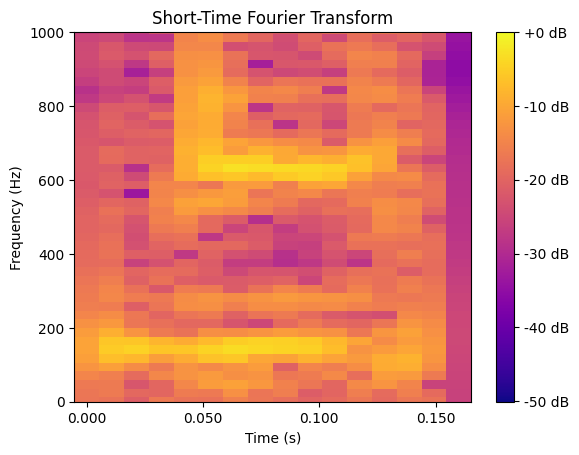 Short-Time Fourier Transform
1000
800
600
400
200
0
Frequency (Hz)
0.000
0.050
0.100
0.150
Time (s)
+0 dB
-10 dB
-20 dB
-30 dB
-40 dB
-50 dB